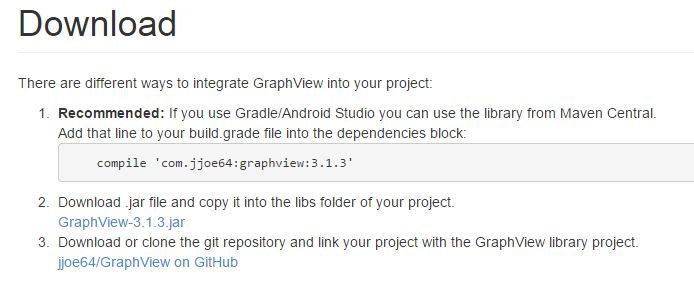 Download
There are different ways to integrate GraphView into your project:
1. Recommended: If you use Gradle/Android Studio you can use the library from Maven Central.
Add that line to your build.grade file into the dependencies block:
compile 'com.jjoe64:graphview:3.1.3'
2. Download .jar file and copy it into the libs folder of your project.
GraphView-3.1.3.jar
3. Download or clone the git repository and link your project with the GraphView library project.
jjoe64/GraphView on GitHub